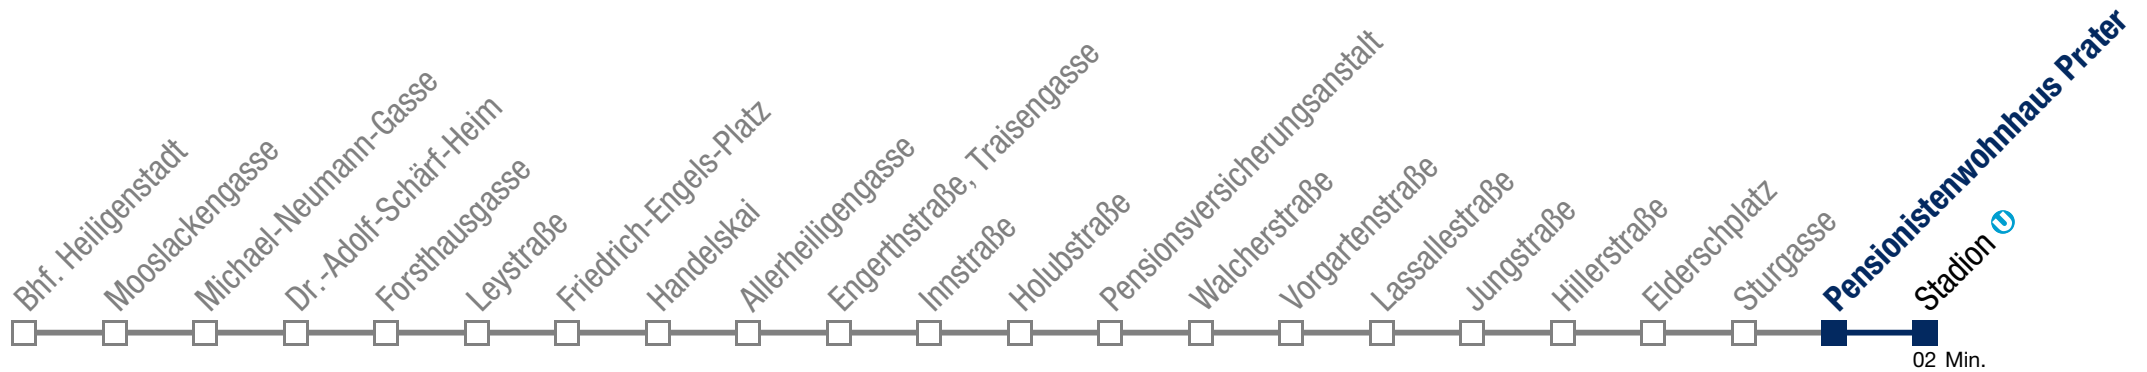 Bhf. Heiligenstadt
Mooslackengasse
Michael-Neumann-Gasse
Dr.-Adolf-Schärf-Heim
Forsthausgasse
Leystraße
Friedrich-Engels-Platz
Handelskai
Allerheiligengasse
Engerthstraße, Traisengasse
Innstraße
Holubstraße
Pensionsversicherungsanstalt
Walcherstraße
Vorgartenstraße
Lassallestraße
Jungstraße
Hillerstraße
Elderschplatz
Sturgasse
Pensionistenwohnhaus Prater
Stadion U
02 Min.